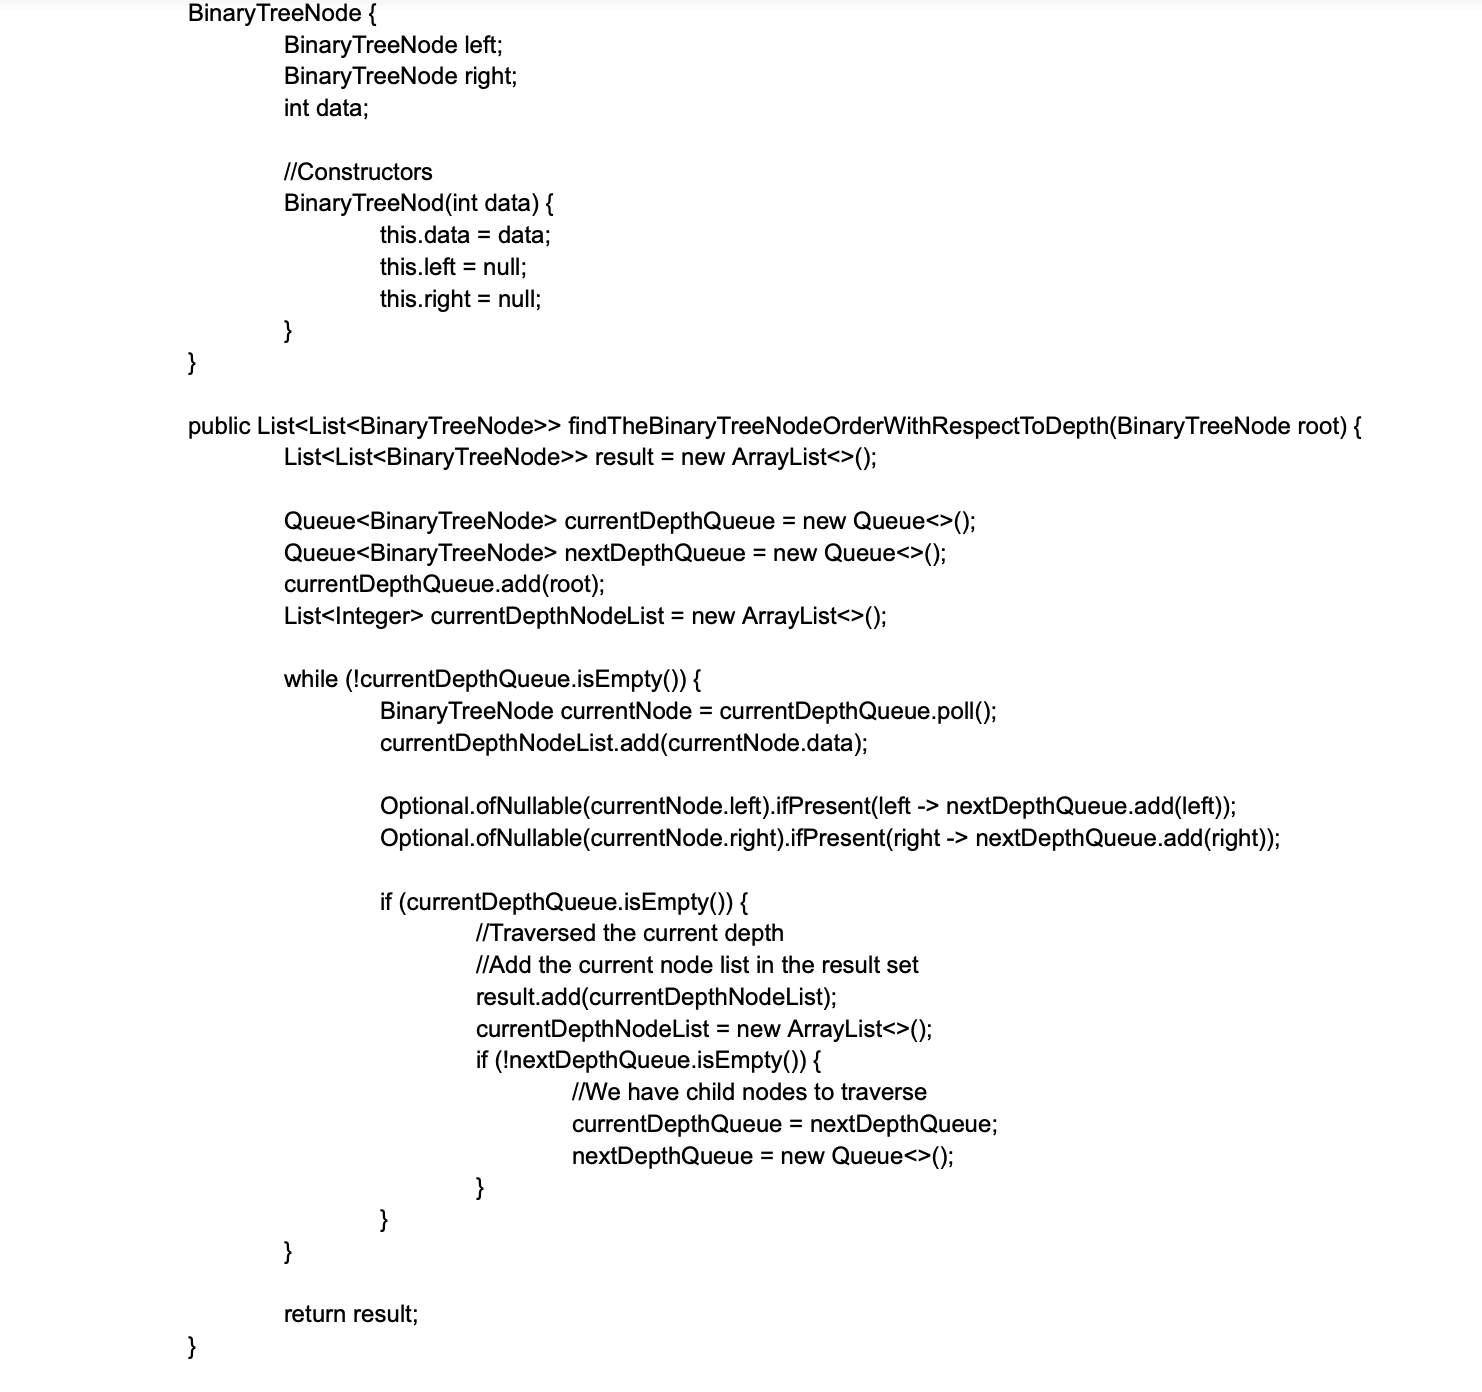 BinaryTreeNode {
BinaryTreeNode left;
BinaryTreeNode right;
int data;
//Constructors
BinaryTreeNod(int data) {
this.data = data;
this.left = null;
this.right = null;
}
}
public List<List<BinaryTreeNode>> findTheBinaryTreeNodeOrderWithRespectToDepth(BinaryTreeNode root) {
List<List<BinaryTreeNode>> result = new ArrayList<>();
Queue<BinaryTreeNode> currentDepthQueue = new Queue<>();
Queue<BinaryTreeNode> nextDepthQueue = new Queue<>();
currentDepthQueue.add(root);
List<Integer> currentDepthNodeList = new ArrayList<>();
while (!currentDepthQueue.isEmpty()) {
BinaryTreeNode currentNode = currentDepthQueue.poll();
currentDepthNodeList.add(currentNode.data);
Optional.ofNullable(currentNode.left).ifPresent(left -> nextDepthQueue.add(left));
Optional.ofNullable(currentNode.right).ifPresent(right -> nextDepthQueue.add(right));
if (currentDepthQueue.isEmpty()) {
//Traversed the current depth
//Add the current node list in the result set
result.add(currentDepthNodeList);
currentDepthNodeList = new ArrayList<>();
if (!nextDepthQueue.isEmpty()) {
//We have child nodes to traverse
currentDepthQueue = nextDepthQueue;
nextDepthQueue = new Queue<>();
}
}
}
return result;
}